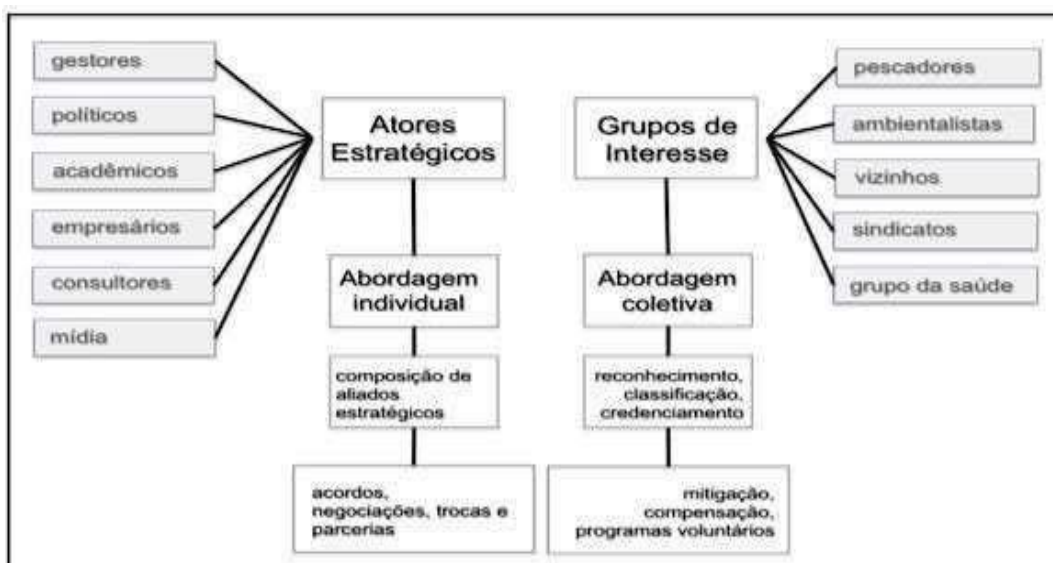 gestores
políticos
acadêmicos
empresários
consultores
mídia
Atores
Estratégicos
Abordagem
individual
composição de
aliados
estratégicos
acordos,
negociações, trocas e
parcerias
Grupos de
Interesse
Abordagem
coletiva
reconhecimento,
classificação,
credenciamento
mitigação,
compensação,
programas voluntários
pescadores
ambientalistas
vizinhos
sindicatos
grupo da saúde